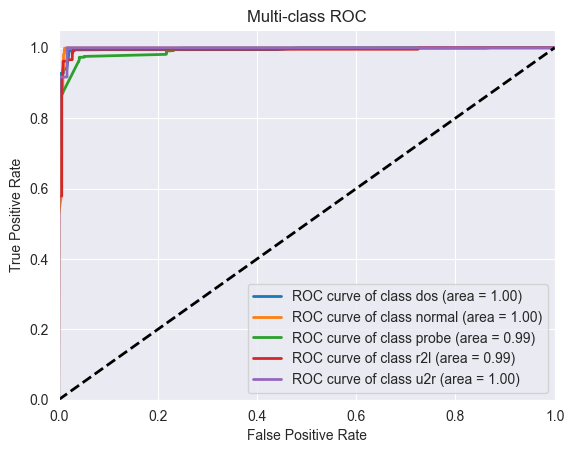 Multi-class ROC
1.0
0.8
0.6
0.4
0.2
0.0
True Positive Rate
ROC curve of class dos (area = 1.00)
ROC curve of class normal (area = 1.00)
ROC curve of class probe (area = 0.99)
ROC curve of class r2l (area = 0.99)
ROC curve of class u2r (area = 1.00)
0.0 0.2 0.4 0.6 0.8 1.0
False Positive Rate